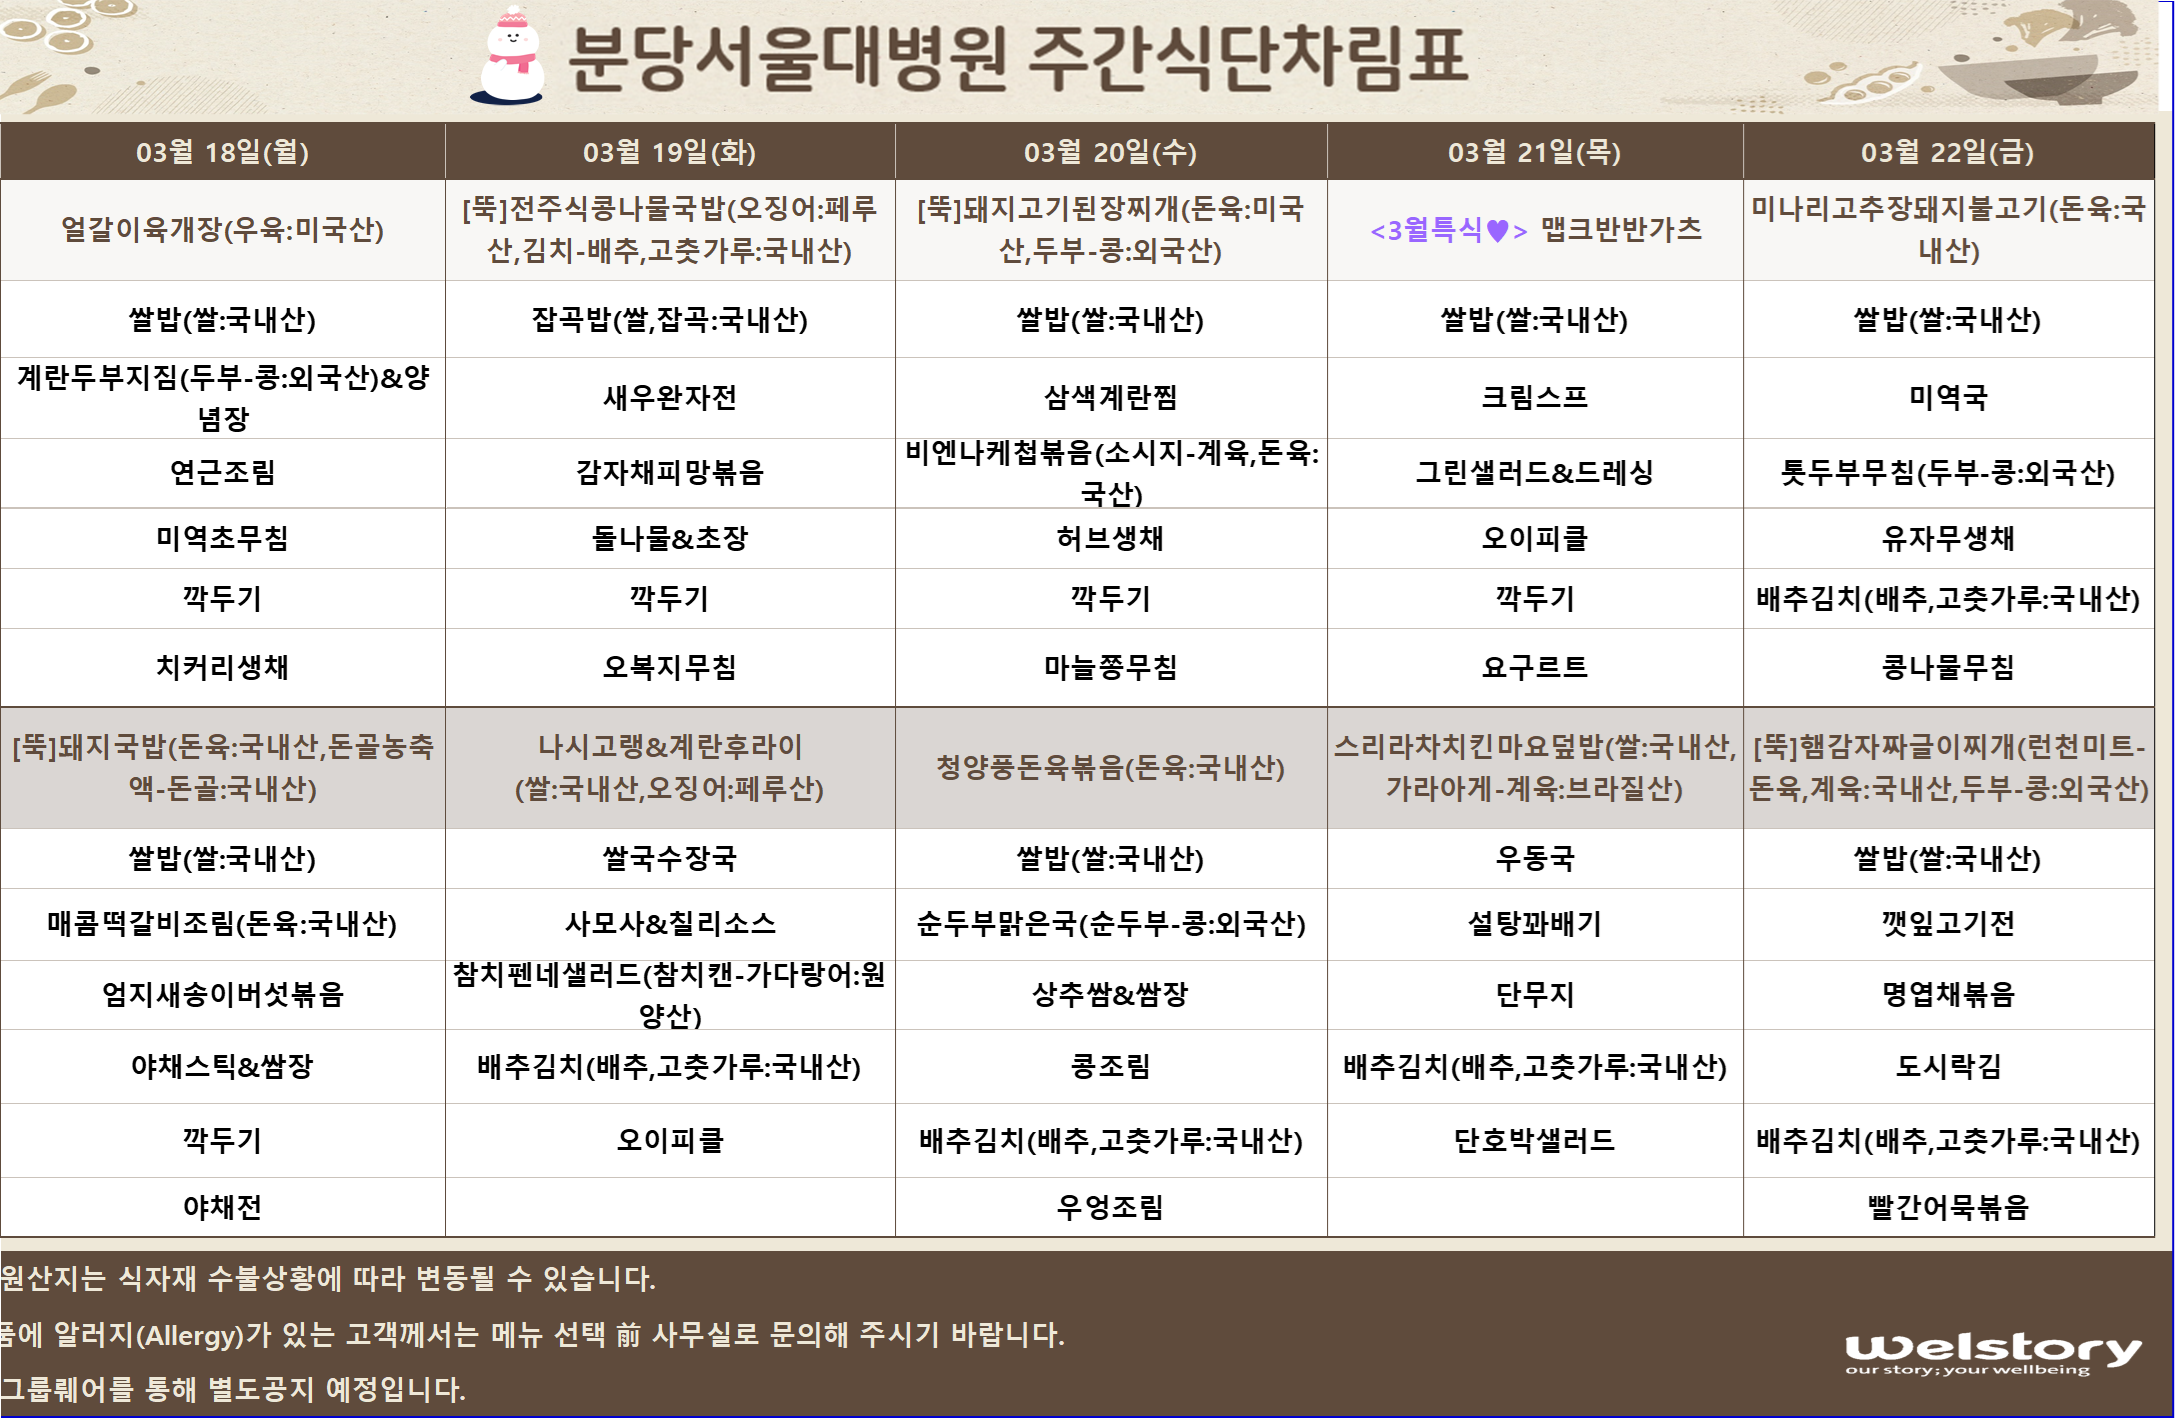 분당서울대병원 주간식단차림표
03월 18일(월) 03월 19일(화) 03월 20일(수) 03월 21일(목) 03월 22일(금)
얼갈이육개장(우육:미국산)
[뚝]전주식콩나물국밥(오징어:페루
산,김치-배추,고춧가루:국내산)
[뚝]돼지고기된장찌개(돈육:미국
산,두부-콩:외국산)
<3월특식♥> 맵크반반가츠
미나리고추장돼지불고기(돈육:국
내산)
쌀밥(쌀:국내산) 잡곡밥(쌀,잡곡:국내산) 쌀밥(쌀:국내산) 쌀밥(쌀:국내산) 쌀밥(쌀:국내산)
계란두부지짐(두부-콩:외국산)&양
념장
새우완자전 삼색계란찜 크림스프 미역국
연근조림 감자채피망볶음
비엔나케첩볶음(소시지-계육,돈육:
국산)
그린샐러드&드레싱 톳두부무침(두부-콩:외국산)
미역초무침 돌나물&초장 허브생채 오이피클 유자무생채
깍두기 깍두기 깍두기 깍두기 배추김치(배추,고춧가루:국내산)
치커리생채 오복지무침 마늘쫑무침 요구르트 콩나물무침
[뚝]돼지국밥(돈육:국내산,돈골농축
액-돈골:국내산)
나시고랭&계란후라이
(쌀:국내산,오징어:페루산)
청양풍돈육볶음(돈육:국내산)
스리라차치킨마요덮밥(쌀:국내산,
가라아게-계육:브라질산)
[뚝]햄감자짜글이찌개(런천미트-
돈육,계육:국내산,두부-콩:외국산)
쌀밥(쌀:국내산) 쌀국수장국 쌀밥(쌀:국내산) 우동국 쌀밥(쌀:국내산)
매콤떡갈비조림(돈육:국내산) 사모사&칠리소스 순두부맑은국(순두부-콩:외국산) 설탕꽈배기 깻잎고기전
엄지새송이버섯볶음
참치펜네샐러드(참치캔-가다랑어:원
양산)
상추쌈&쌈장 단무지 명엽채볶음
야채스틱&쌈장 배추김치(배추,고춧가루:국내산) 콩조림 배추김치(배추,고춧가루:국내산) 도시락김
깍두기 오이피클 배추김치(배추,고춧가루:국내산) 단호박샐러드 배추김치(배추,고춧가루:국내산)
야채전 우엉조림 빨간어묵볶음
원산지는 식자재 수불상황에 따라 변동될 수 있습니다.
품에 알러지(Allergy)가 있는 고객께서는 메뉴 선택 前 사무실로 문의해 주시기 바랍니다.
그룹뤠어를 통해 별도공지 예정입니다.
welstory
our story; your wellbeing